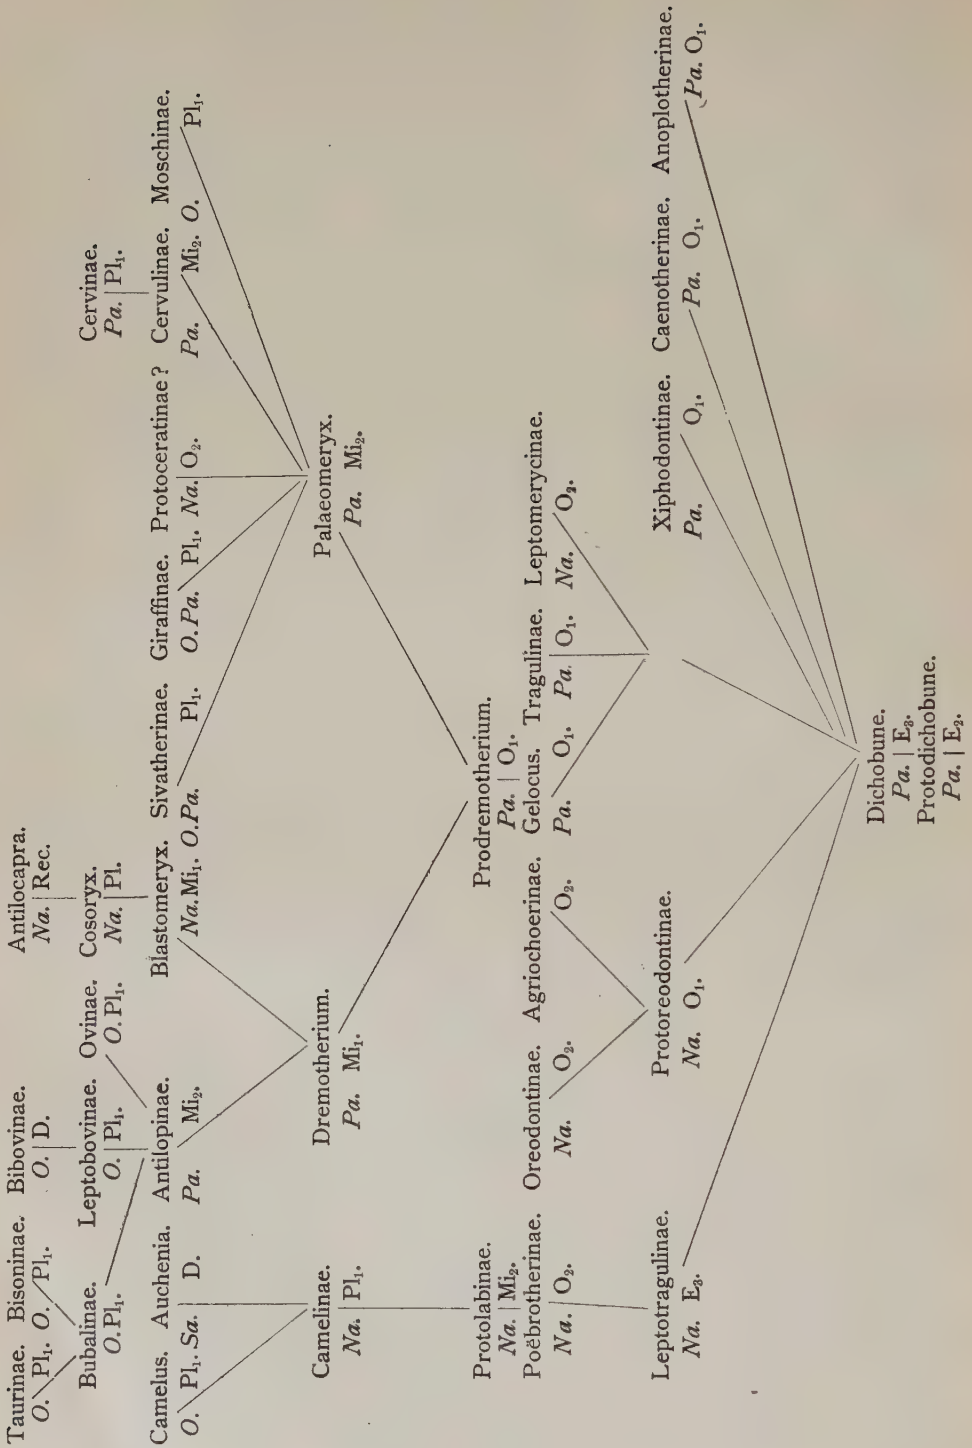 Antilocapra.
Na. | Rec.
Taurinae. Bisoninae. Bibovinae.
O. Pl₁. O. Pl₁. O. | D.
Cervinae.
Pa. | Pl₁.
Bubalinae. Leptobovinae. Ovinae. Cosoryx.
O. Pl₁. O. | Pl₁. O. Pl₁. Na. | Pl.
Camelus. Auchenia. Antilopinae. Blastomeryx. Sivatherinae. Giraffinae. Protoceratinae? Cervulinae. Moschinae.
O. Pl₁. Sa. D. Pa. Mi₂. Na. Mi₁. O. Pa. Pl₁. O. Pa. Pl₁. Na. O₂. Pa. Mi₂. O. Pl₁.
Camelinae. Dremotherium. Palaeomeryx.
Na. | Pl₁. Pa. Mi₁. Pa. Mi₂.
Protolabinae. Prodremotherium.
Na. | Mi₂. Pa. | O₁.
Poëbrotherinae. Oreodontinae. Agriochoerinae. Gelocus. Tragulinae. Leptomerycinae.
Na. O₂. Na. O₂. O₂. Pa. O₁. Pa. O₁. Na. O₂.
Leptotragulinae. Protoreodontinae. Xiphodontinae. Caenotherinae. Anoplotherinae.
Na. E₃. Na. O₁. Pa. O₁. Pa. O₁. Pa. O₁.
Dichobune.
Pa. | E₃.
Protodichobune.
Pa. | E₂.